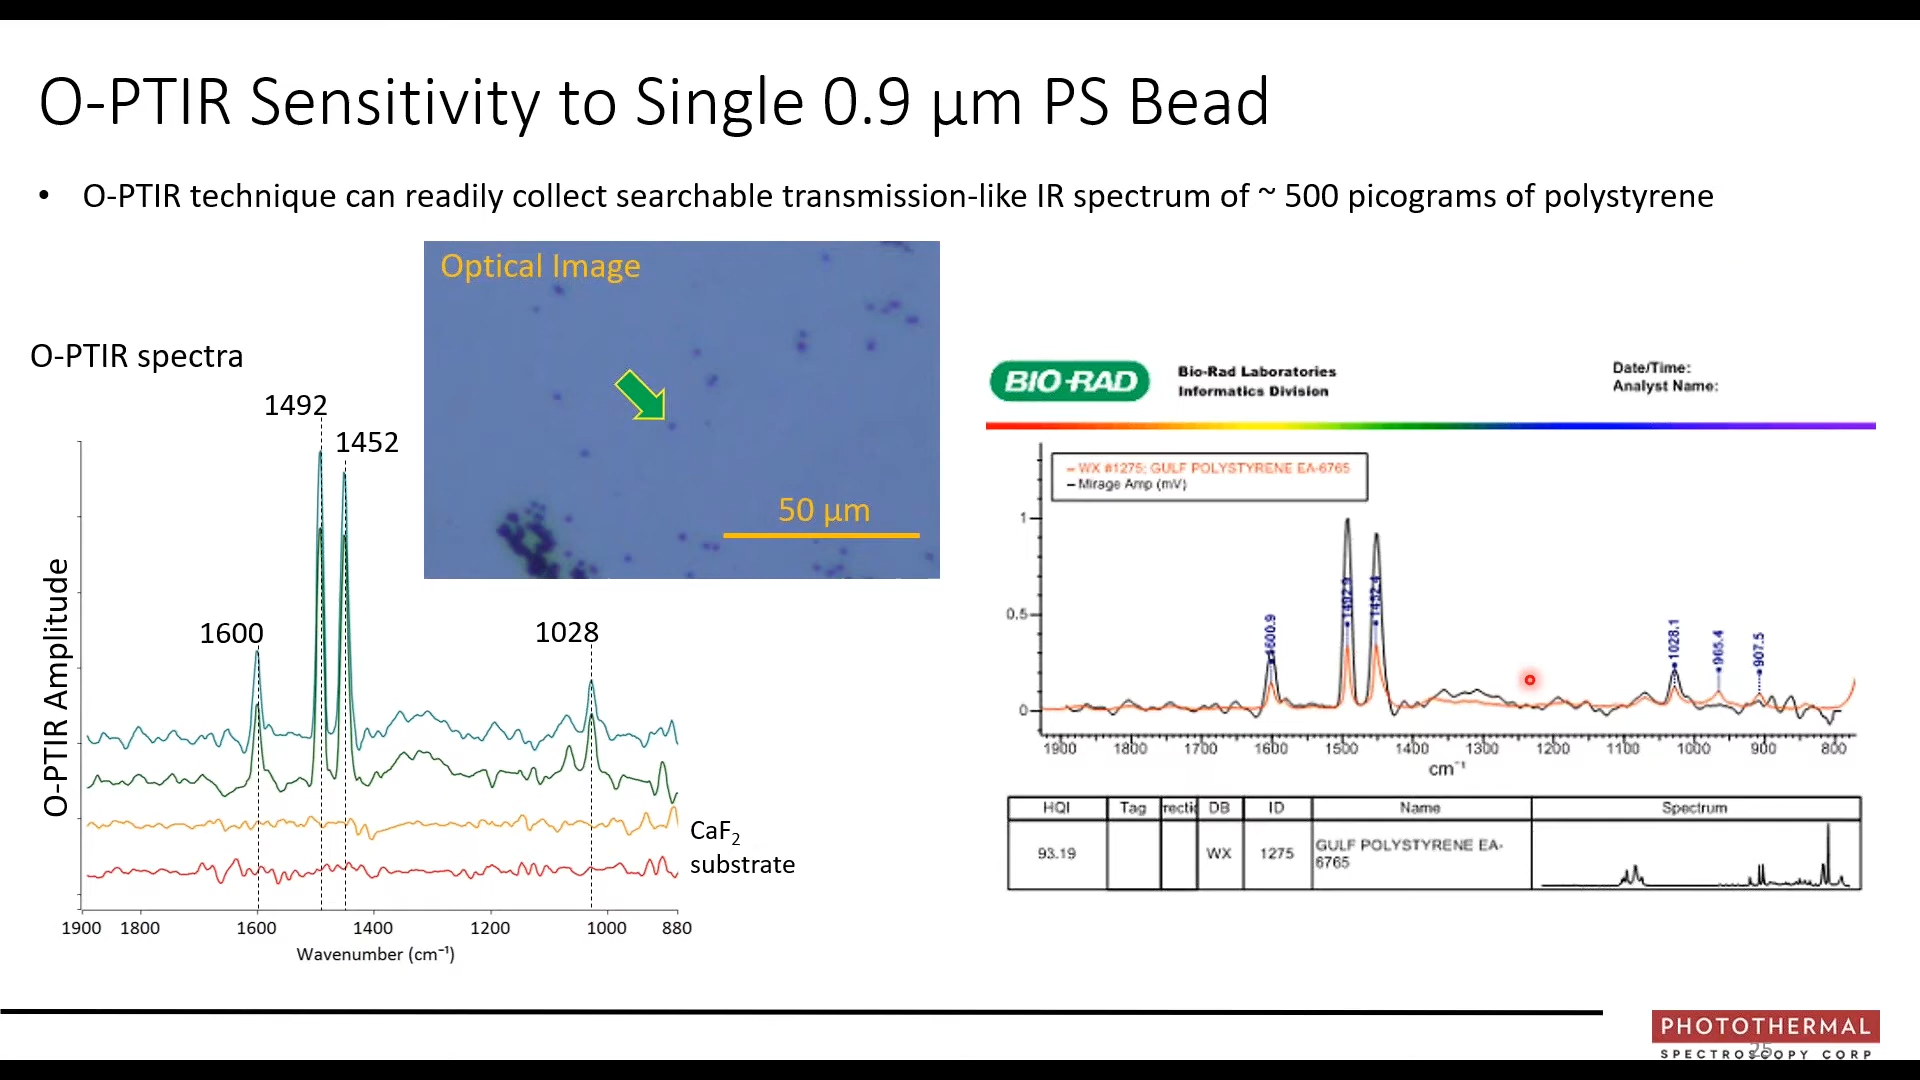 O-PTIR Sensitivity to Single 0.9 µm PS Bead
• O-PTIR technique can readily collect searchable transmission-like IR spectrum of ~ 500 picograms of polystyrene
Optical Image
50 µm
O-PTIR spectra
1492
1452
1600
1028
O-PTIR Amplitude
CaF₂
substrate
1900 1800 1600 1400 1200 1000 880
Wavenumber (cm⁻¹)
BIO-RAD
Bio-Rad Laboratories
Informatics Division
Date/Time:
Analyst Name:
– WX #1275: GULF POLYSTYRENE EA-6765
– Mirage Amp (mV)
1
0.5
0
1600.9
1492.9
1452.4
1028.1
965.4
907.5
1900 1800 1700 1600 1500 1400 1300 1200 1100 1000 900 800
cm⁻¹
HQI Tag rectic DB ID Name Spectrum
93.19 WX 1275 GULF POLYSTYRENE EA-
6765
PHOTOTHERMAL
SPECTROSCOPY CORP
25